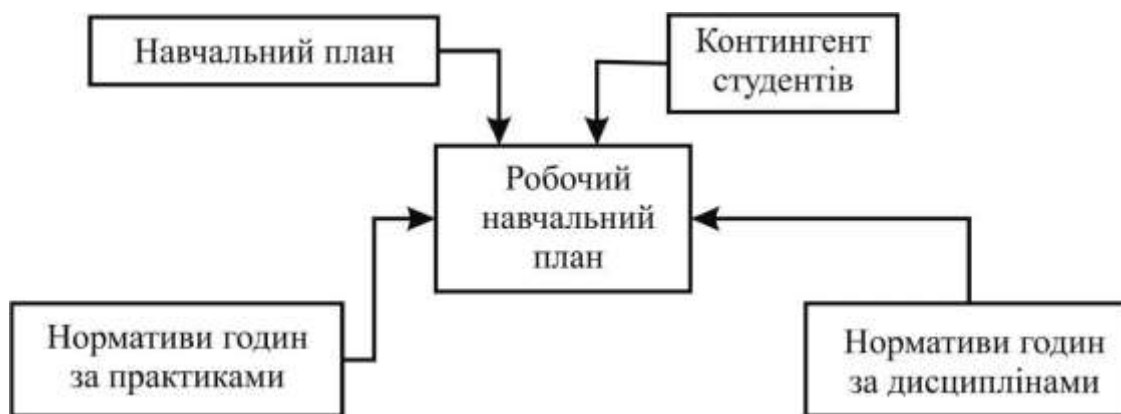 Навчальний план
Контингент
студентів
Робочий
навчальний
план
Нормативи годин
за практиками
Нормативи годин
за дисциплінами